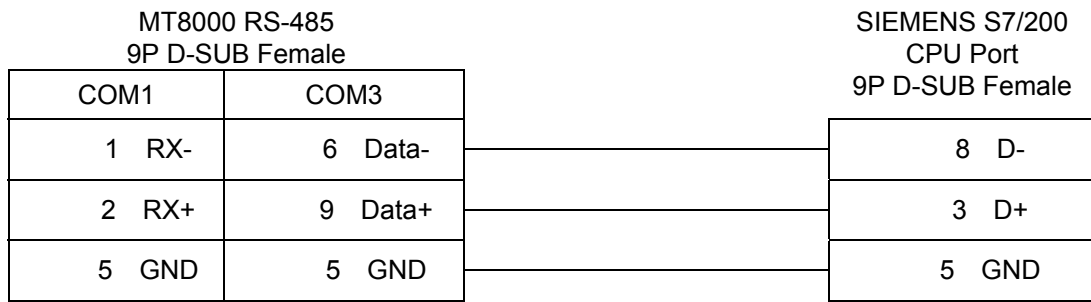 MT8000 RS-485
9P D-SUB Female
SIEMENS S7/200
CPU Port
9P D-SUB Female
COM1 COM3
1 RX- 6 Data- 8 D-
2 RX+ 9 Data+ 3 D+
5 GND 5 GND 5 GND